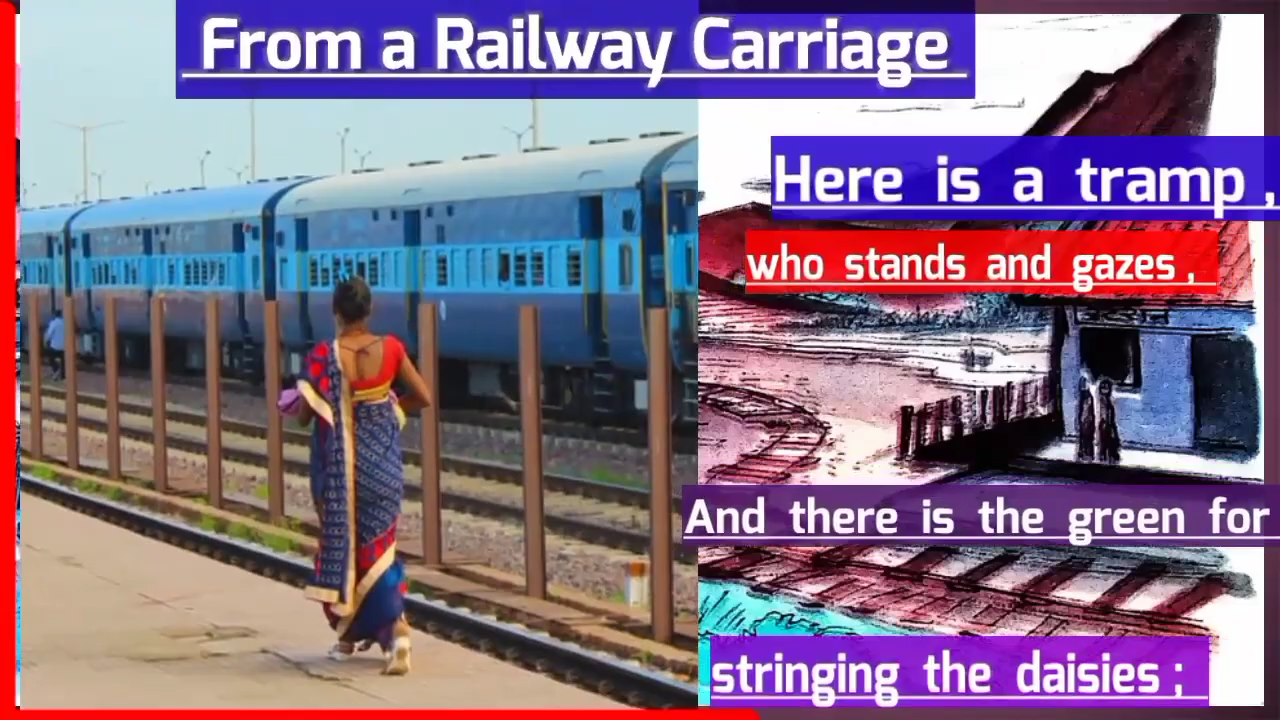 From a Railway Carriage
Here is a tramp ,
who stands and gazes ,
And there is the green for
stringing the daisies ;